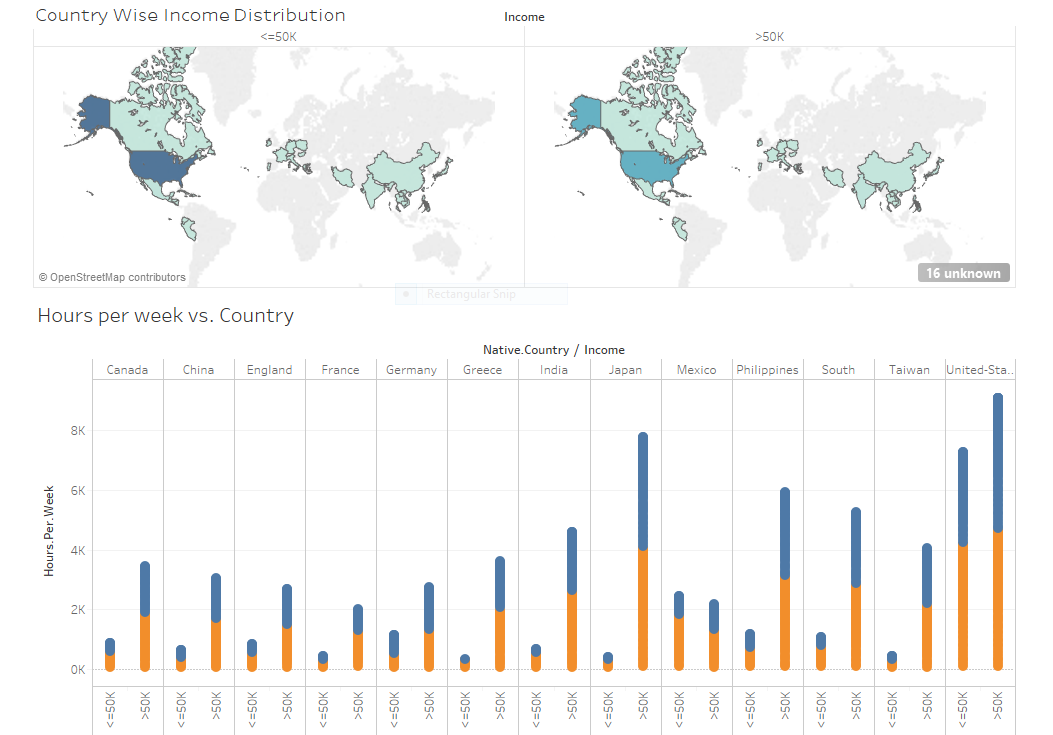 Country Wise Income Distribution
Income
<=50K >50K
© OpenStreetMap contributors
16 unknown
Rectangular Snip
Hours per week vs. Country
Native.Country / Income
Canada China England France Germany Greece India Japan Mexico Philippines South Taiwan United-Sta..
Hours.Per.Week
8K
6K
4K
2K
0K
<=50K >50K <=50K >50K <=50K >50K <=50K >50K <=50K >50K <=50K >50K <=50K >50K <=50K >50K <=50K >50K <=50K >50K <=50K >50K <=50K >50K <=50K >50K